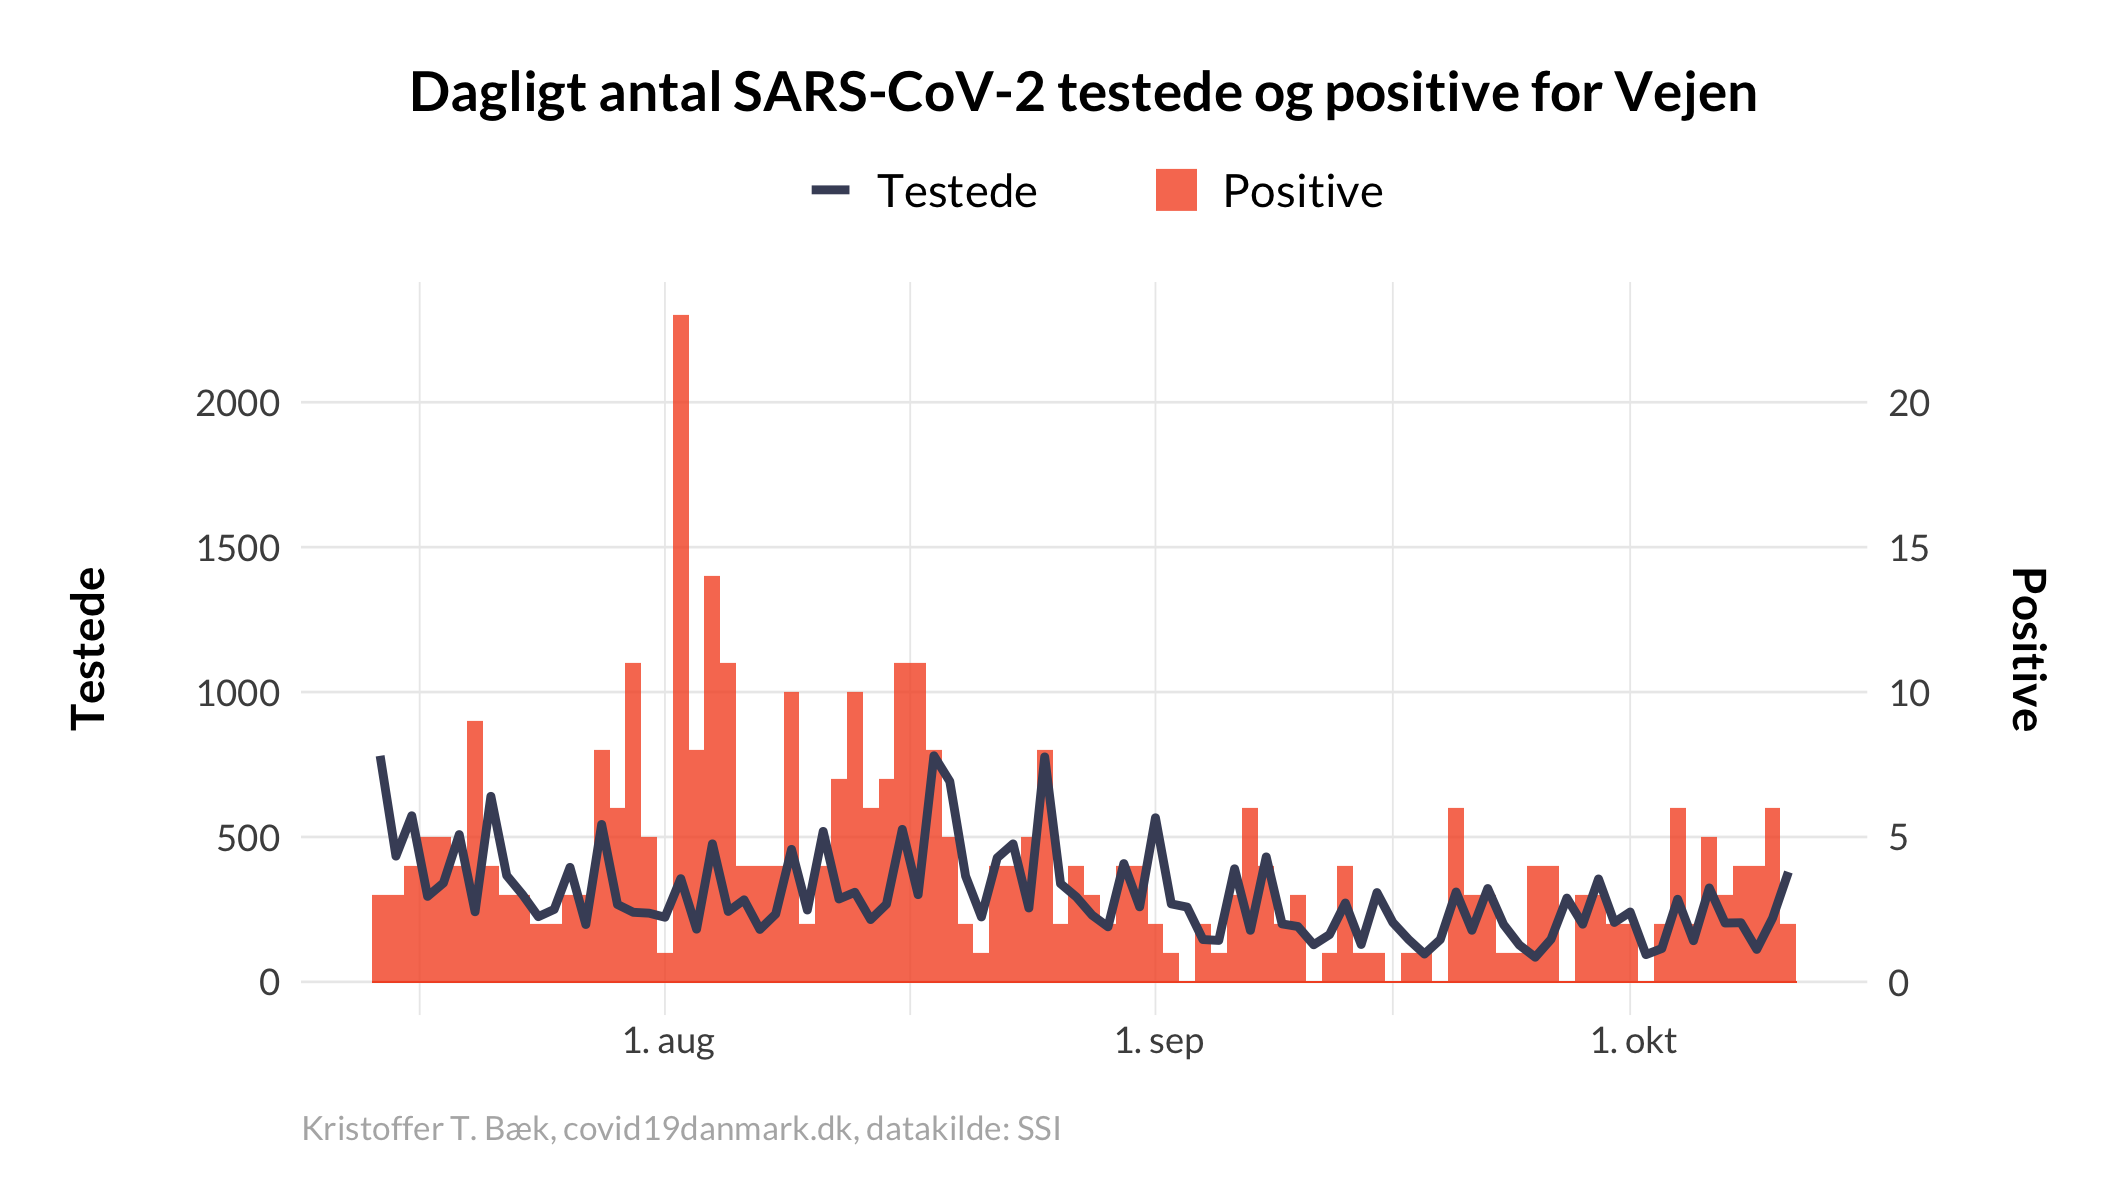 Dagligt antal SARS-CoV-2 testede og positive for Vejen
Testede Positive
2000 20
1500 15
1000 10
500 5
0 0
Testede
Positive
1. aug 1. sep 1. okt
Kristoffer T. Bæk, covid19danmark.dk, datakilde: SSI